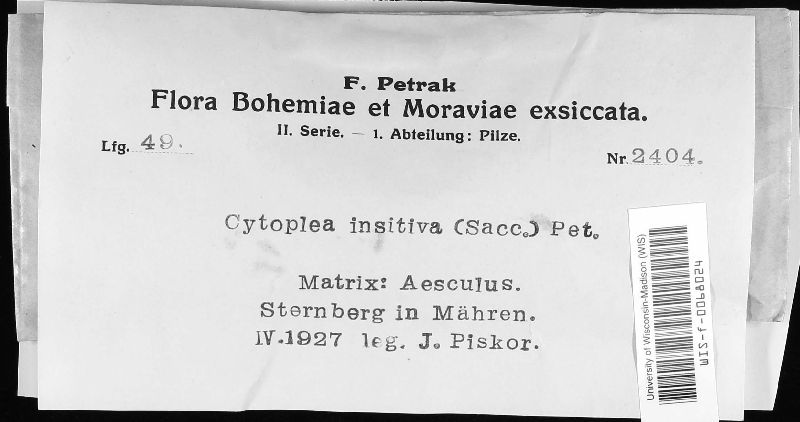 F. Petrak
Flora Bohemiae et Moraviae exsiccata.
II. Serie. — 1. Abteilung: Pilze.
Lfg. 49.
Nr. 2404.
Cytoplea insitiva (Sacc.) Pet.
Matrix: Aesculus.
Sternberg in Mähren.
IV.1927 leg. J. Piskor.
University of Wisconsin-Madison (WIS)
WIS-f-0068024